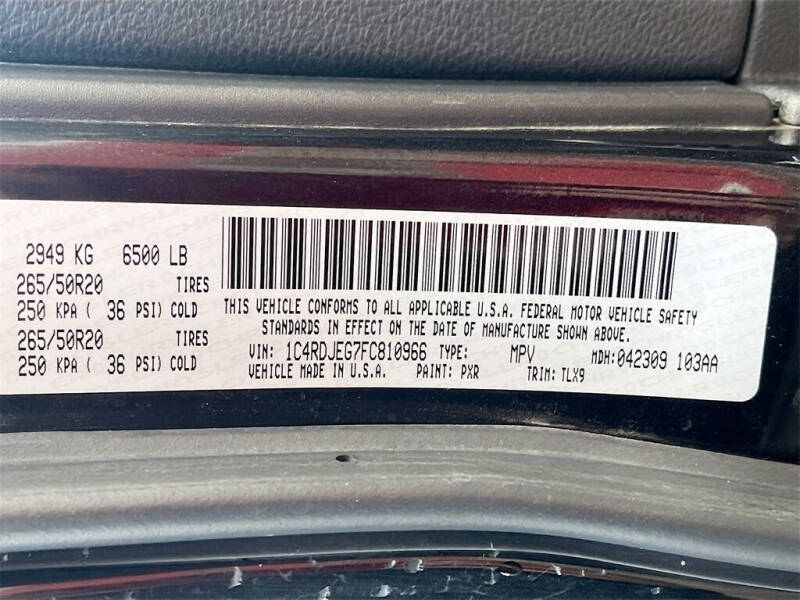 2949 KG 6500 LB
265/50R20 TIRES
250 KPA ( 36 PSI) COLD
265/50R20 TIRES
250 KPA ( 36 PSI) COLD
THIS VEHICLE CONFORMS TO ALL APPLICABLE U.S.A. FEDERAL MOTOR VEHICLE SAFETY
STANDARDS IN EFFECT ON THE DATE OF MANUFACTURE SHOWN ABOVE.
VIN: 1C4RDJEG7FC810966 TYPE: MPV MDH:042309 103AA
VEHICLE MADE IN U.S.A. PAINT: PXR TRIM: TLX9